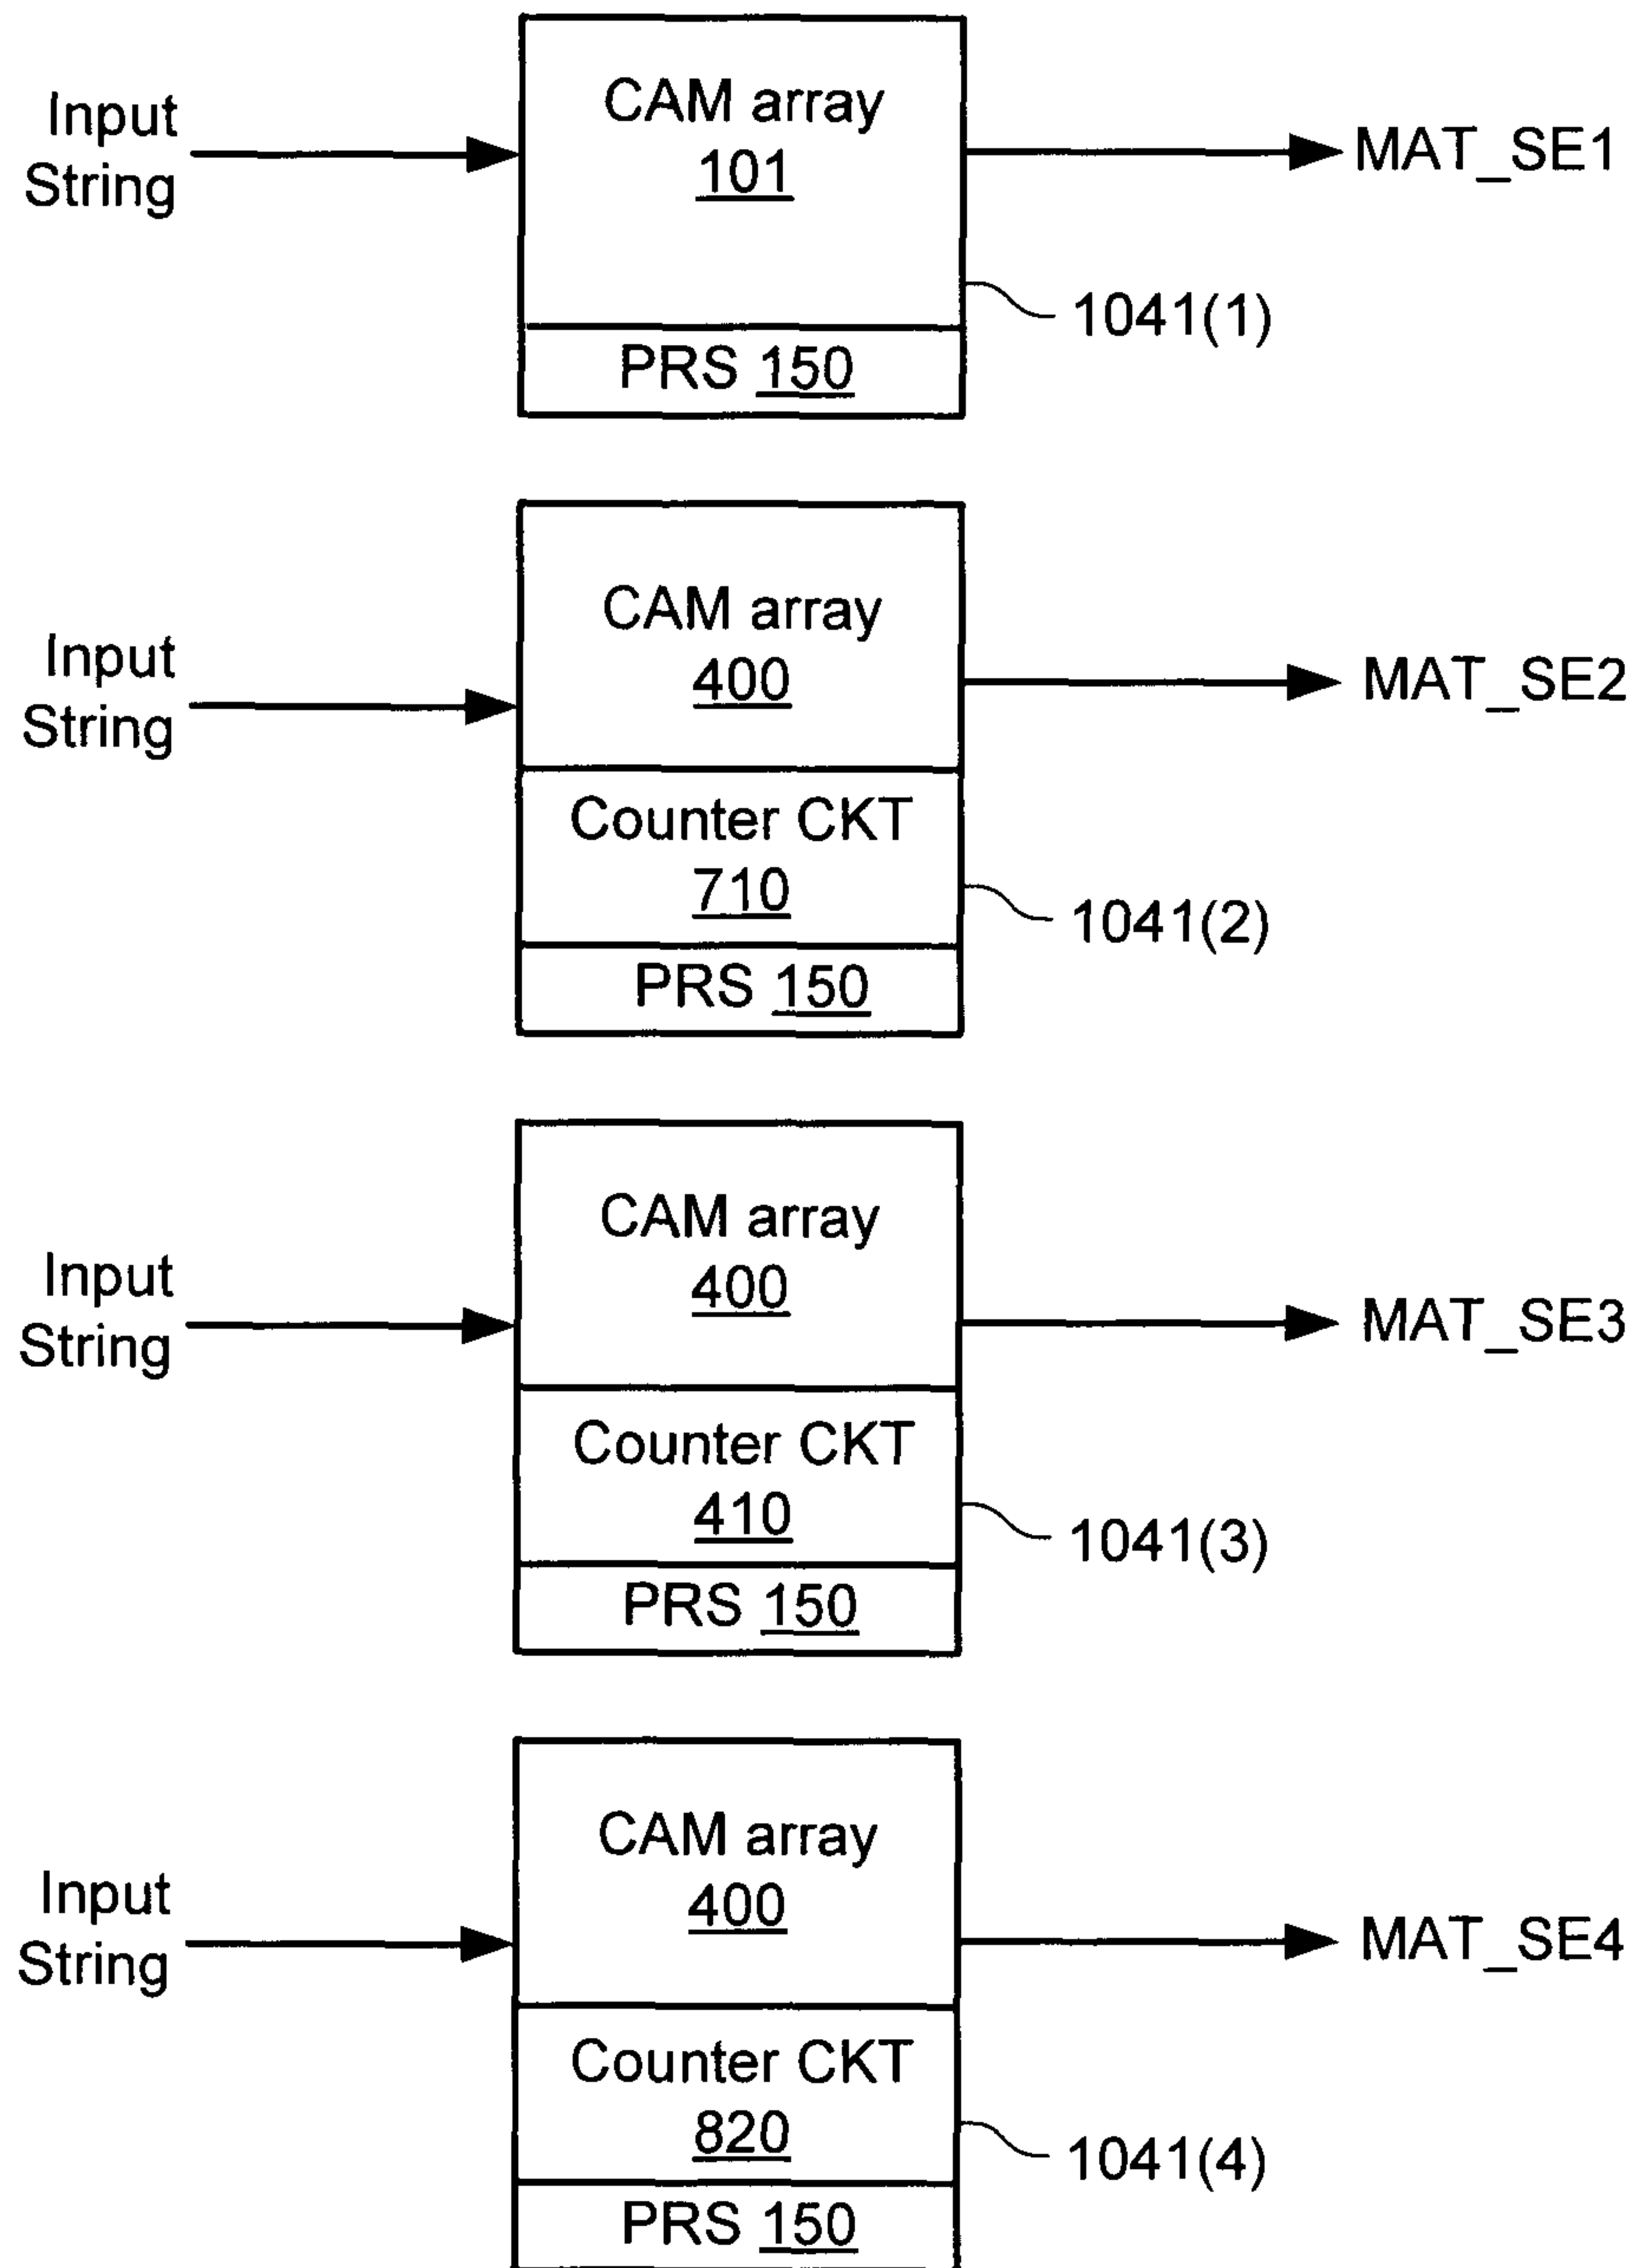 Input
String
CAM array
101
MAT_SE1
1041(1)
PRS 150
Input
String
CAM array
400
MAT_SE2
Counter CKT
710
1041(2)
PRS 150
Input
String
CAM array
400
MAT_SE3
Counter CKT
410
1041(3)
PRS 150
Input
String
CAM array
400
MAT_SE4
Counter CKT
820
1041(4)
PRS 150